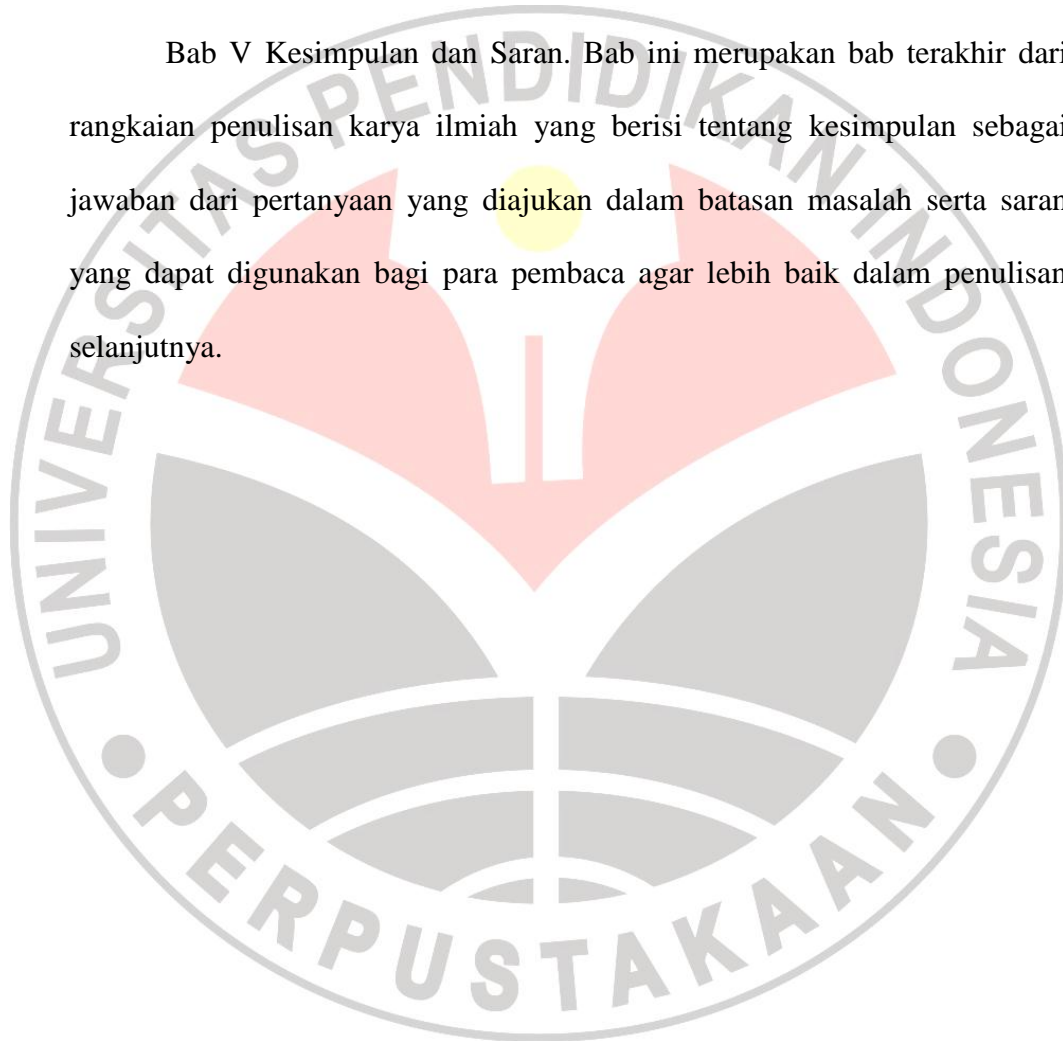 Bab V Kesimpulan dan Saran. Bab ini merupakan bab terakhir dari
rangkaian penulisan karya ilmiah yang berisi tentang kesimpulan sebagai
jawaban dari pertanyaan yang diajukan dalam batasan masalah serta saran
yang dapat digunakan bagi para pembaca agar lebih baik dalam penulisan
selanjutnya.
UNIVERSITAS PENDIDIKAN INDONESIA
PERPUSTAKAAN